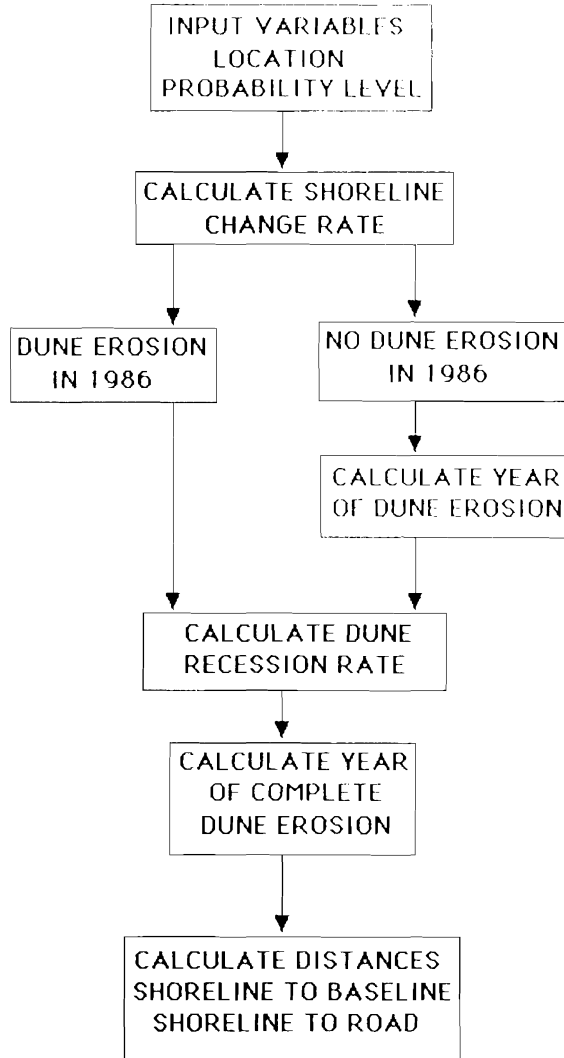 INPUT VARIABLES
LOCATION
PROBABILITY LEVEL
CALCULATE SHORELINE
CHANGE RATE
DUNE EROSION
IN 1986
NO DUNE EROSION
IN 1986
CALCULATE YEAR
OF DUNE EROSION
CALCULATE DUNE
RECESSION RATE
CALCULATE YEAR
OF COMPLETE
DUNE EROSION
CALCULATE DISTANCES
SHORELINE TO BASELINE
SHORELINE TO ROAD